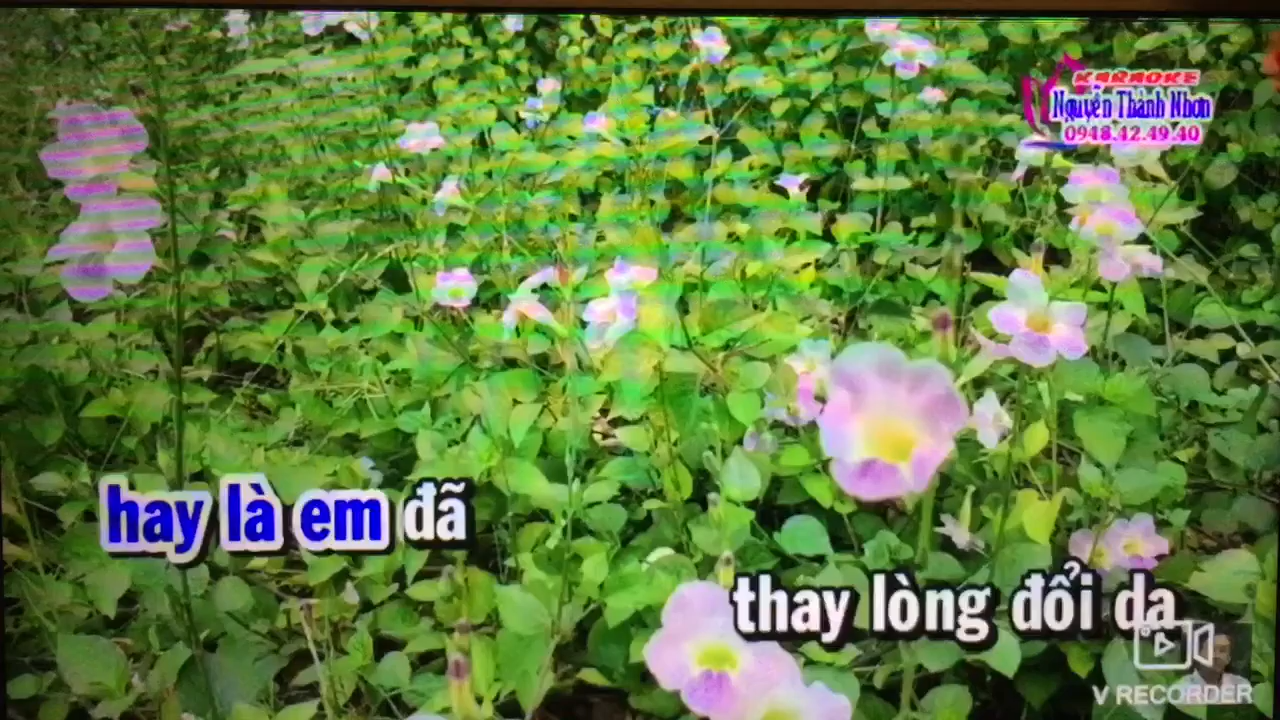 KARAOKE
Nguyễn Thành Nhơn
0948.42.49.40
hay là em đã
thay lòng đổi dạ
V RECORDER